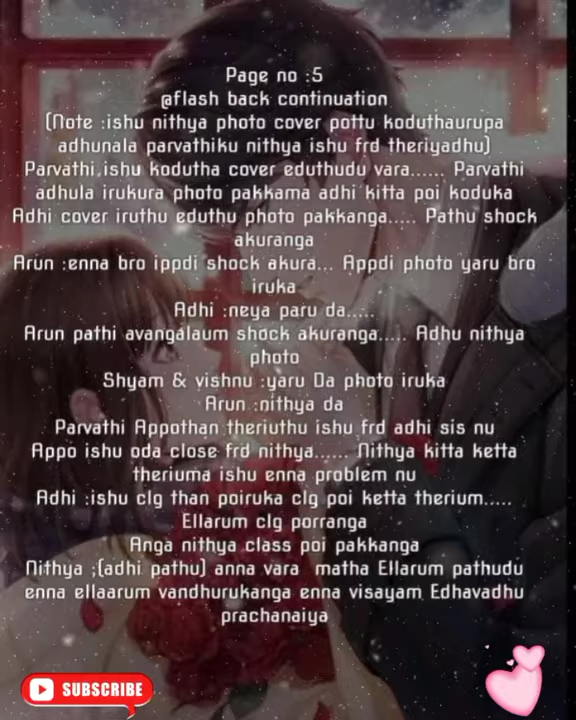 Page no :5
@flash back continuation
(Note :ishu nithya photo cover pottu koduthaurupa
adhunala parvathiku nithya ishu frd theriyadhu)
Parvathi ishu kodutha cover eduthudu vara...... Parvathi
adhula irukura photo pakkama adhi kitta poi koduka
Adhi cover iruthu eduthu photo pakkanga..... Pathu shock
akuranga
Arun :enna bro ippdi shock akura... Appdi photo yaru bro
iruka
Adhi :neya paru da.....
Arun pathi avangalaum shock akuranga..... Adhu nithya
photo
Shyam & vishnu :yaru Da photo iruka
Arun :nithya da
Parvathi Appothan theriuthu ishu frd adhi sis nu
Appo ishu oda close frd nithya...... Nithya kitta ketta
theriuma ishu enna problem nu
Adhi :ishu clg than poiruka clg poi ketta therium.....
Ellarum clg porranga
Anga nithya class poi pakkanga
Nithya ;(adhi pathu) anna vara matha Ellarum pathudu
enna ellaarum vandhurukanga enna visayam Edhavadhu
prachanaiya
SUBSCRIBE